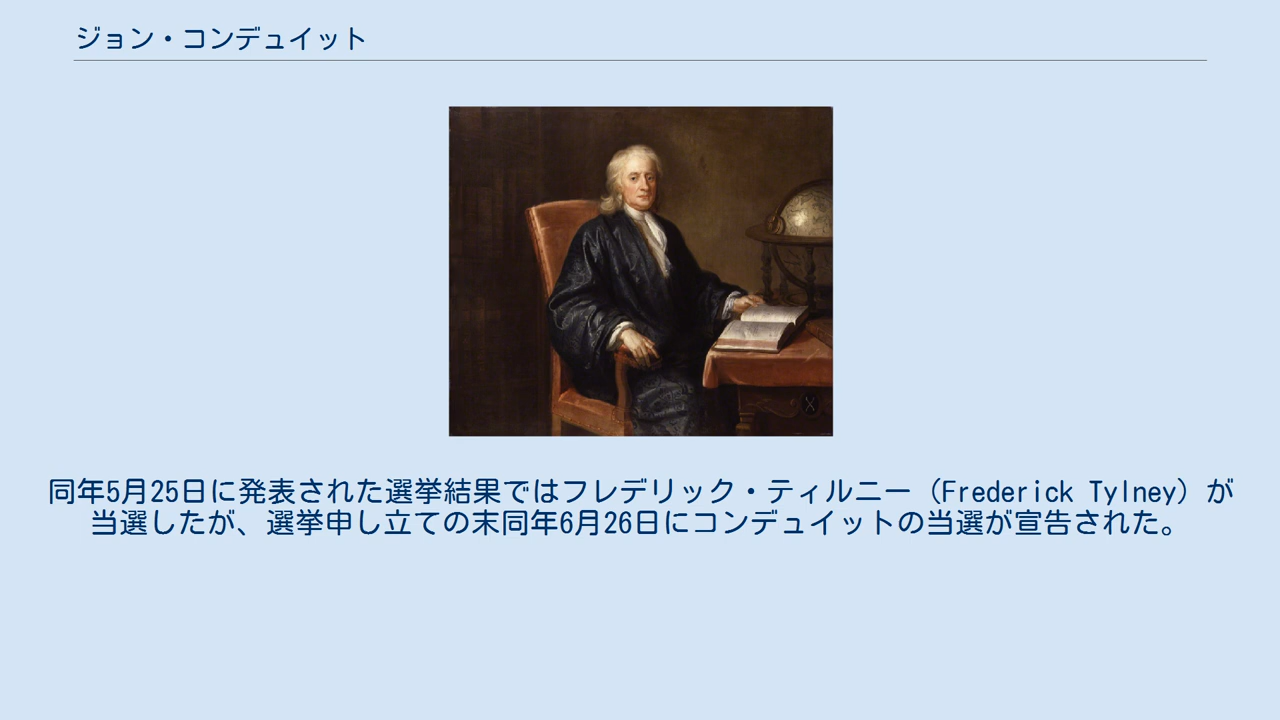 ジョン・コンデュイット
同年5月25日に発表された選挙結果ではフレデリック・ティルニー（Frederick Tylney）が
当選したが、選挙申し立ての末同年6月26日にコンデュイットの当選が宣告された。